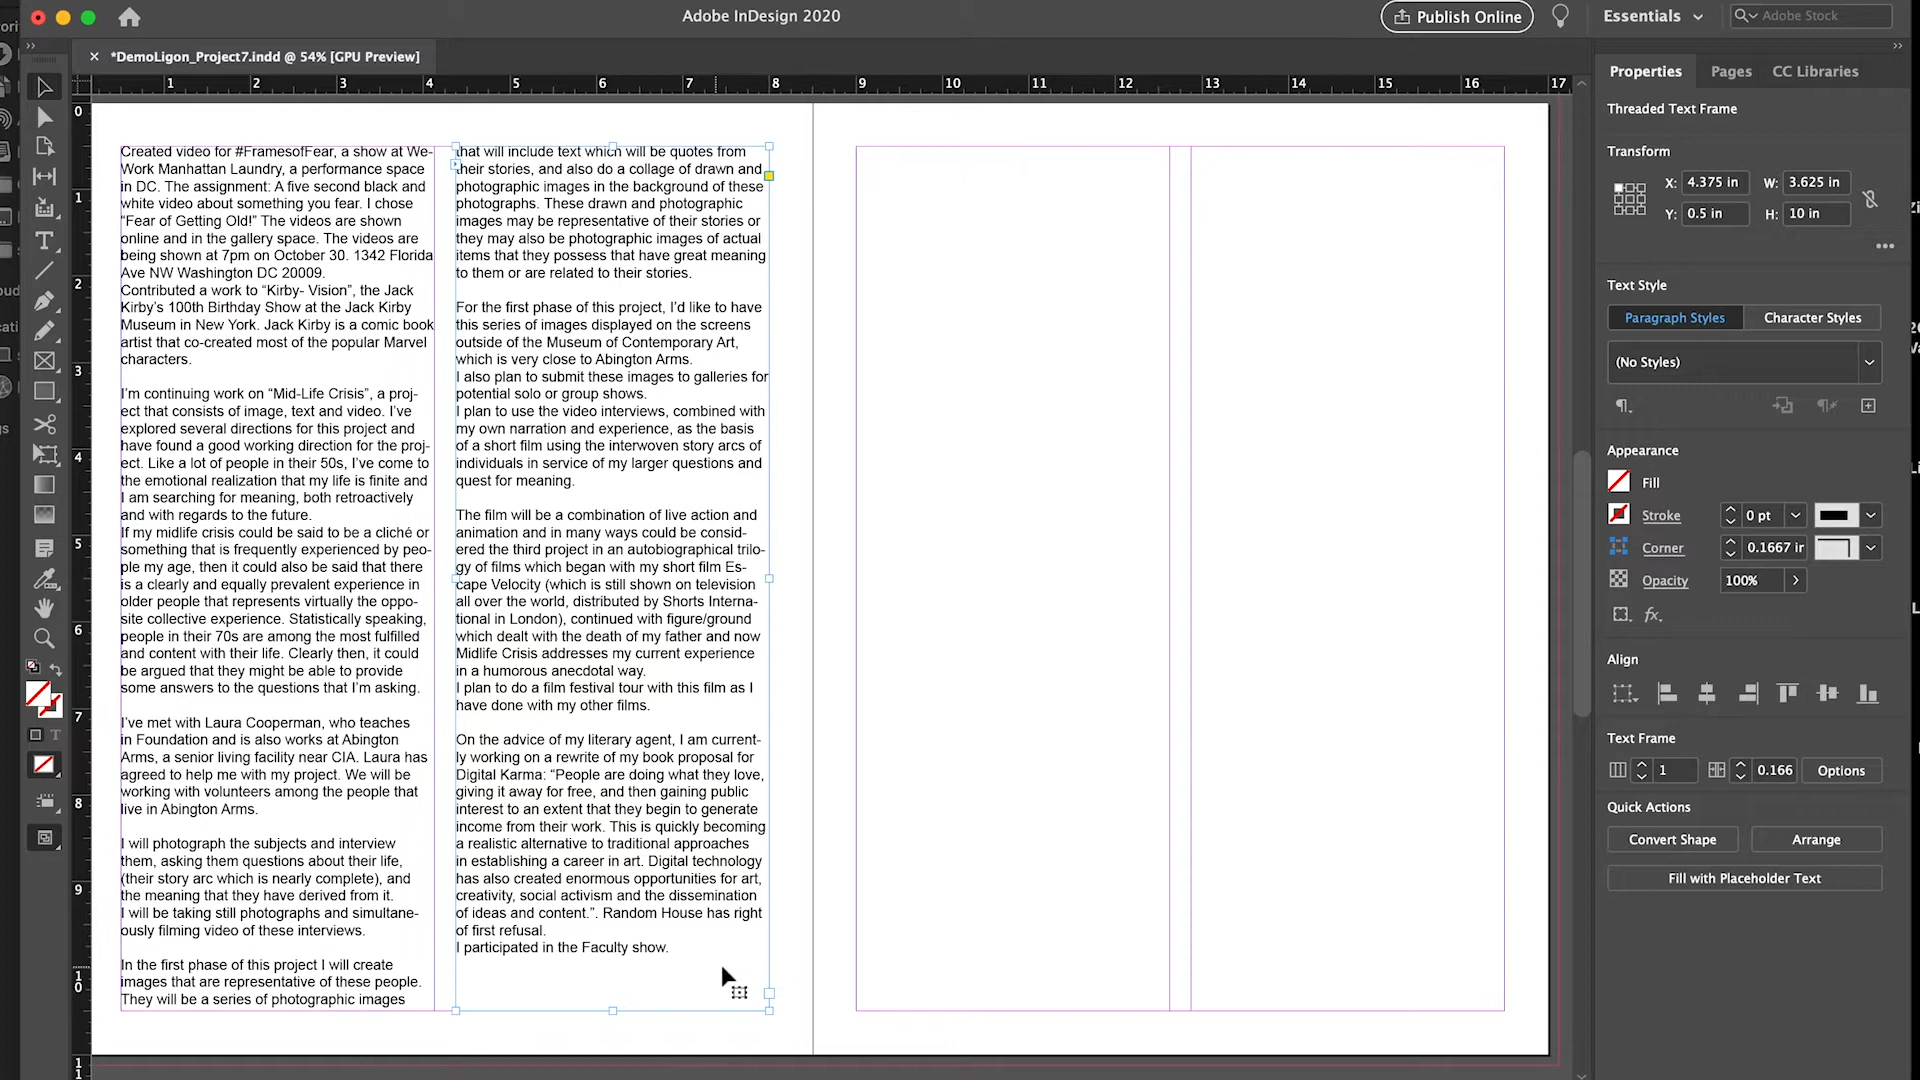 Adobe InDesign 2020
Publish Online
Essentials
Adobe Stock
*DemoLigon_Project7.indd @ 54% [GPU Preview]
1 2 3 4 5 6 7 8 9 10 11 12 13 14 15 16 17
0
1
2
3
4
5
6
7
8
9
1
0
1
1
Created video for #FramesofFear, a show at We-
Work Manhattan Laundry, a performance space
in DC. The assignment: A five second black and
white video about something you fear. I chose
“Fear of Getting Old!” The videos are shown
online and in the gallery space. The videos are
being shown at 7pm on October 30. 1342 Florida
Ave NW Washington DC 20009.
Contributed a work to “Kirby- Vision”, the Jack
Kirby’s 100th Birthday Show at the Jack Kirby
Museum in New York. Jack Kirby is a comic book
artist that co-created most of the popular Marvel
characters.
I’m continuing work on “Mid-Life Crisis”, a proj-
ect that consists of image, text and video. I’ve
explored several directions for this project and
have found a good working direction for the proj-
ect. Like a lot of people in their 50s, I’ve come to
the emotional realization that my life is finite and
I am searching for meaning, both retroactively
and with regards to the future.
If my midlife crisis could be said to be a cliché or
something that is frequently experienced by peo-
ple my age, then it could also be said that there
is a clearly and equally prevalent experience in
older people that represents virtually the oppo-
site collective experience. Statistically speaking,
people in their 70s are among the most fulfilled
and content with their life. Clearly then, it could
be argued that they might be able to provide
some answers to the questions that I’m asking.
I’ve met with Laura Cooperman, who teaches
in Foundation and is also works at Abington
Arms, a senior living facility near CIA. Laura has
agreed to help me with my project. We will be
working with volunteers among the people that
live in Abington Arms.
I will photograph the subjects and interview
them, asking them questions about their life,
(their story arc which is nearly complete), and
the meaning that they have derived from it.
I will be taking still photographs and simultane-
ously filming video of these interviews.
In the first phase of this project I will create
images that are representative of these people.
They will be a series of photographic images
that will include text which will be quotes from
their stories, and also do a collage of drawn and
photographic images in the background of these
photographs. These drawn and photographic
images may be representative of their stories or
they may also be photographic images of actual
items that they possess that have great meaning
to them or are related to their stories.
For the first phase of this project, I’d like to have
this series of images displayed on the screens
outside of the Museum of Contemporary Art,
which is very close to Abington Arms.
I also plan to submit these images to galleries for
potential solo or group shows.
I plan to use the video interviews, combined with
my own narration and experience, as the basis
of a short film using the interwoven story arcs of
individuals in service of my larger questions and
quest for meaning.
The film will be a combination of live action and
animation and in many ways could be consid-
ered the third project in an autobiographical trilo-
gy of films which began with my short film Es-
cape Velocity (which is still shown on television
all over the world, distributed by Shorts Interna-
tional in London), continued with figure/ground
which dealt with the death of my father and now
Midlife Crisis addresses my current experience
in a humorous anecdotal way.
I plan to do a film festival tour with this film as I
have done with my other films.
On the advice of my literary agent, I am current-
ly working on a rewrite of my book proposal for
Digital Karma: “People are doing what they love,
giving it away for free, and then gaining public
interest to an extent that they begin to generate
income from their work. This is quickly becoming
a realistic alternative to traditional approaches
in establishing a career in art. Digital technology
has also created enormous opportunities for art,
creativity, social activism and the dissemination
of ideas and content.”. Random House has right
of first refusal.
I participated in the Faculty show.
Properties Pages CC Libraries
Threaded Text Frame
Transform
X: 4.375 in W: 3.625 in
Y: 0.5 in H: 10 in
Text Style
Paragraph Styles Character Styles
(No Styles)
Appearance
Fill
Stroke 0 pt
Corner 0.1667 ir
Opacity 100%
fx.
Align
Text Frame
1 0.166 Options
Quick Actions
Convert Shape Arrange
Fill with Placeholder Text